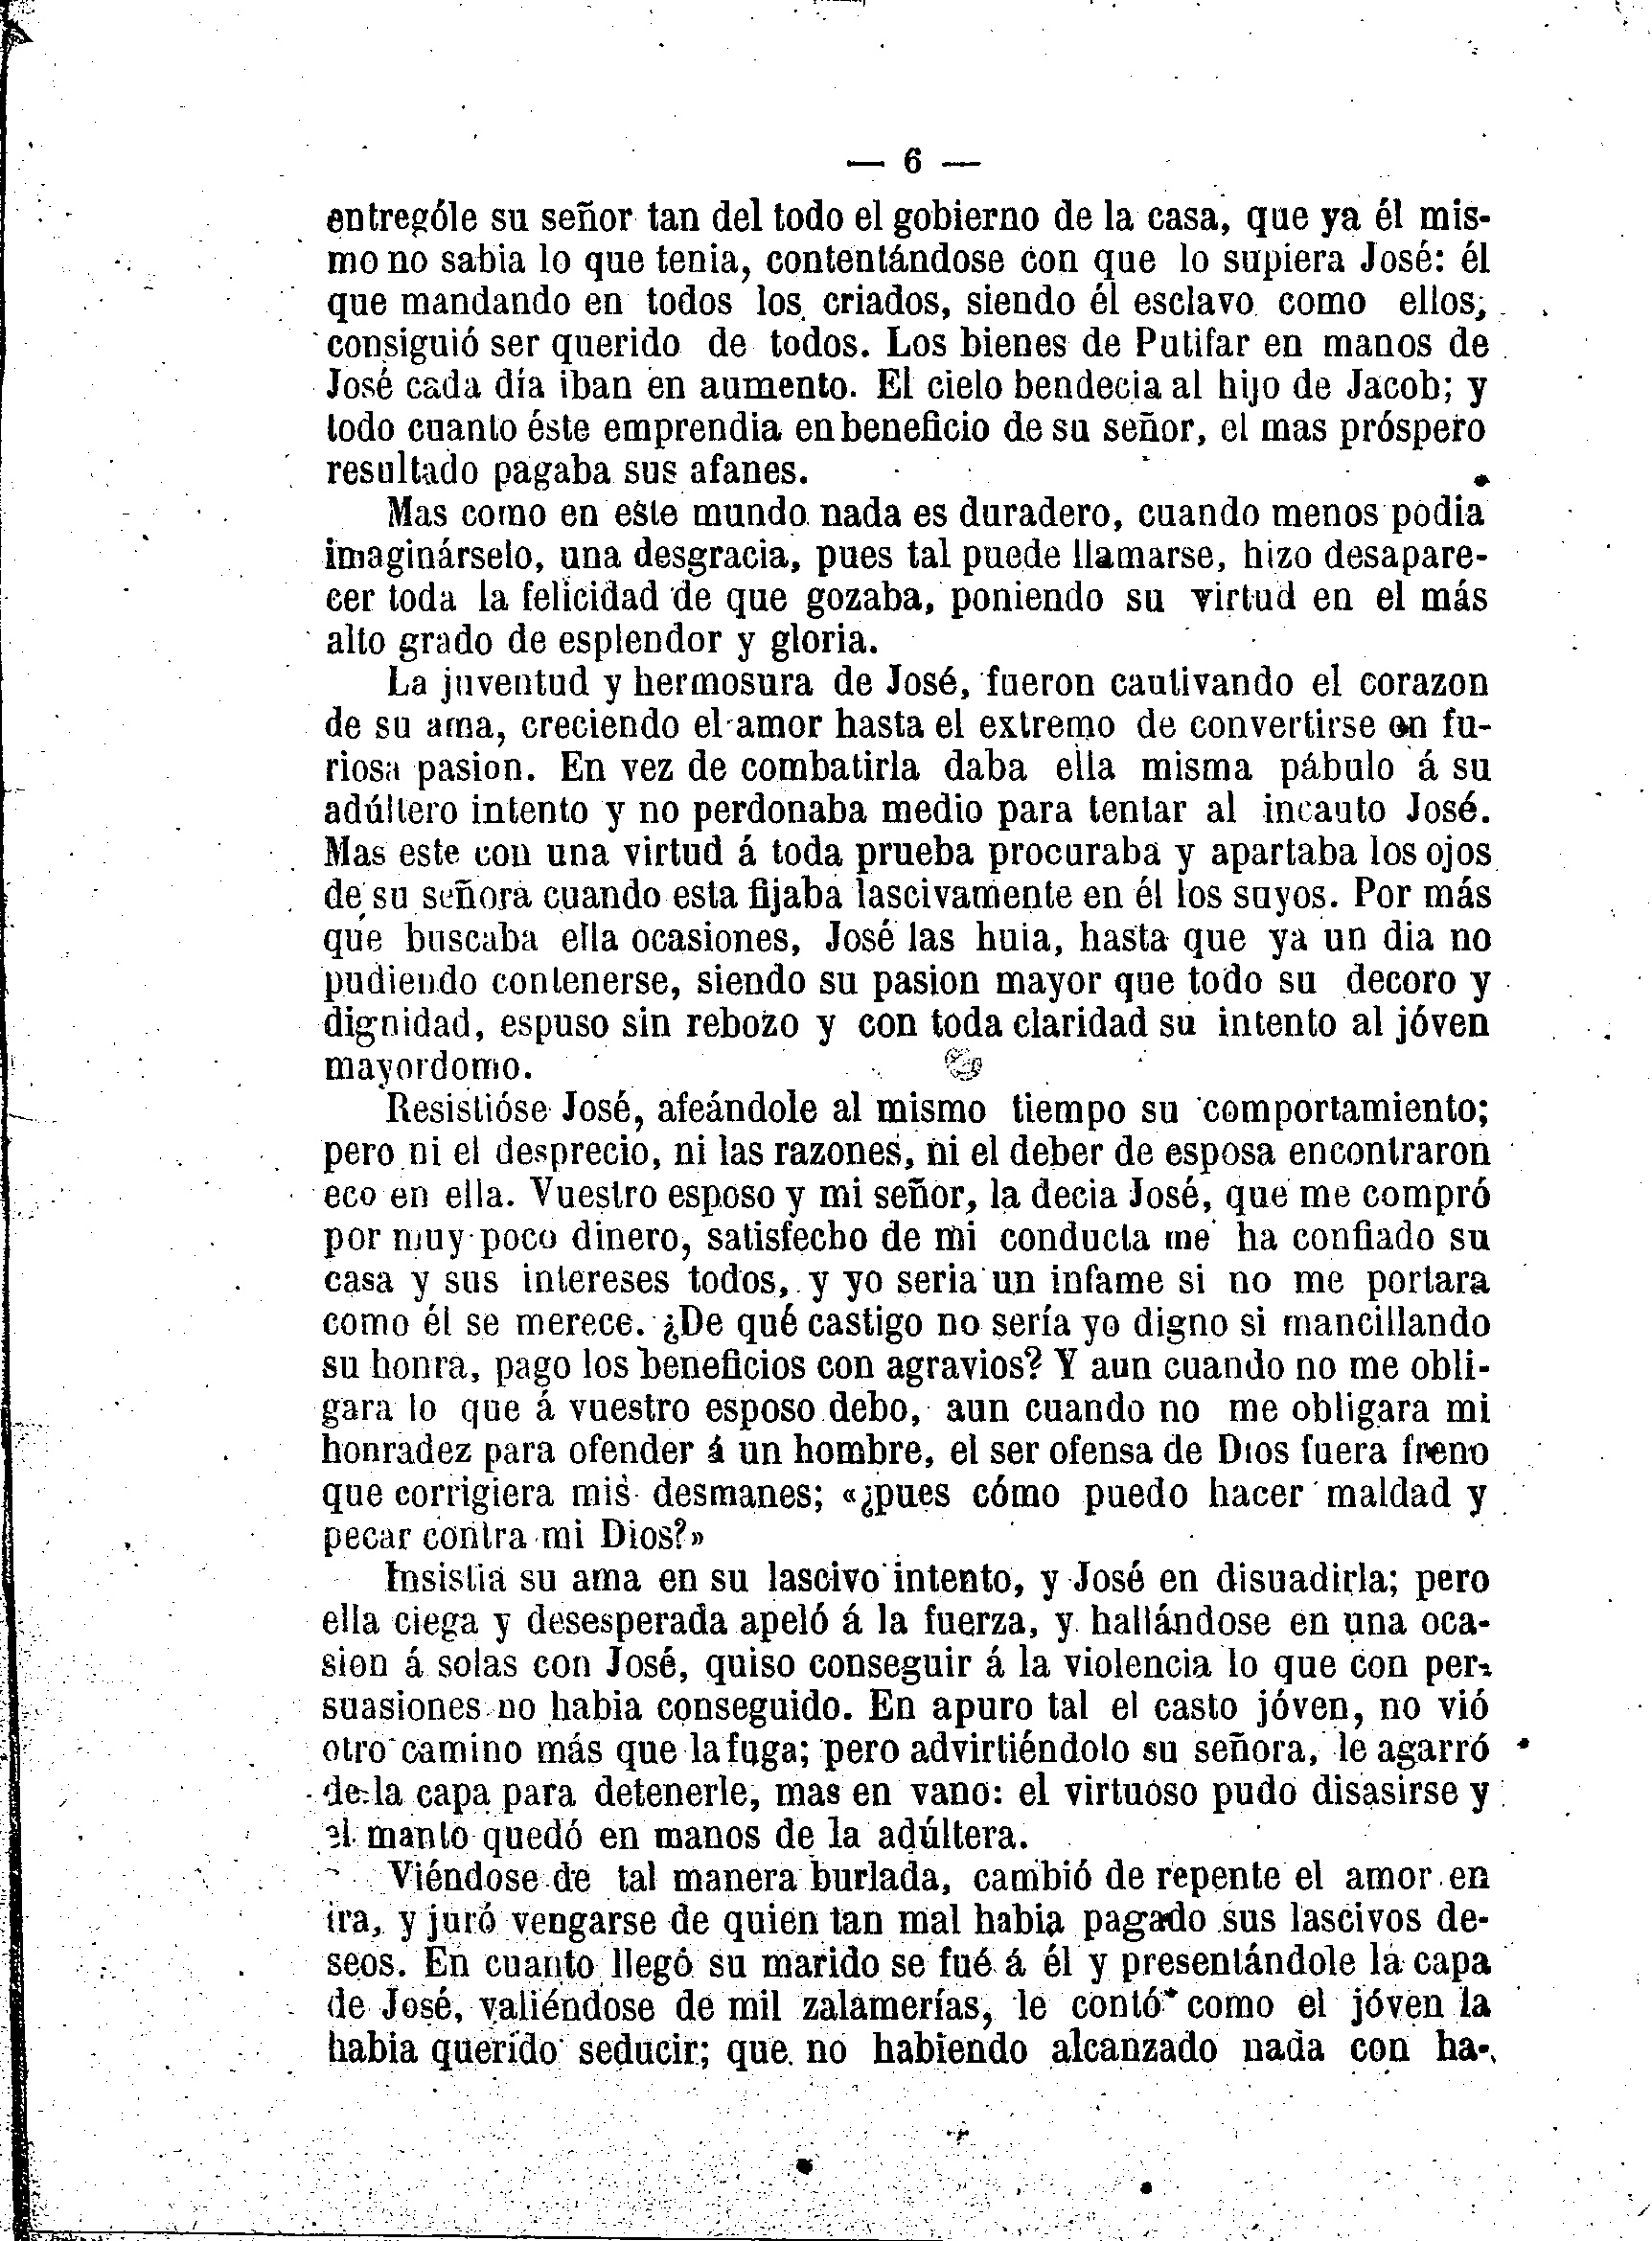 — 6 —
entrególe su señor tan del todo el gobierno de la casa, que ya él mis-
mo no sabia lo que tenia, contentándose con que lo supiera José: él
que mandando en todos los criados, siendo él esclavo como ellos,
consiguió ser querido de todos. Los bienes de Putifar en manos de
José cada día iban en aumento. El cielo bendecia al hijo de Jacob; y
todo cuanto éste emprendia en beneficio de su señor, el mas próspero
resultado pagaba sus afanes.
Mas como en este mundo nada es duradero, cuando menos podia
imaginárselo, una desgracia, pues tal puede llamarse, hizo desapare-
cer toda la felicidad de que gozaba, poniendo su virtud en el más
alto grado de esplendor y gloria.
La juventud y hermosura de José, fueron cautivando el corazon
de su ama, creciendo el amor hasta el extremo de convertirse en fu-
riosa pasion. En vez de combatirla daba ella misma pábulo á su
adúltero intento y no perdonaba medio para tentar al incauto José.
Mas este con una virtud á toda prueba procuraba y apartaba los ojos
de su señora cuando esta fijaba lascivamente en él los suyos. Por más
que buscaba ella ocasiones, José las huia, hasta que ya un dia no
pudiendo contenerse, siendo su pasion mayor que todo su decoro y
dignidad, espuso sin rebozo y con toda claridad su intento al jóven
mayordomo.
Resistióse José, afeándole al mismo tiempo su comportamiento;
pero ni el desprecio, ni las razones, ni el deber de esposa encontraron
eco en ella. Vuestro esposo y mi señor, la decia José, que me compró
por muy poco dinero, satisfecho de mi conducta me ha confiado su
casa y sus intereses todos, y yo seria un infame si no me portara
como él se merece. ¿De qué castigo no sería yo digno si mancillando
su honra, pago los beneficios con agravios? Y aun cuando no me obli-
gara lo que á vuestro esposo debo, aun cuando no me obligara mi
honradez para ofender á un hombre, el ser ofensa de Dios fuera freno
que corrigiera mis desmanes; «¿pues cómo puedo hacer maldad y
pecar contra mi Dios?»
Insistia su ama en su lascivo intento, y José en disuadirla; pero
ella ciega y desesperada apeló á la fuerza, y hallándose en una oca-
sion á solas con José, quiso conseguir á la violencia lo que con per-
suasiones no habia conseguido. En apuro tal el casto jóven, no vió
otro camino más que la fuga; pero advirtiéndolo su señora, le agarró
de la capa para detenerle, mas en vano: el virtuoso pudo disasirse y
el manto quedó en manos de la adúltera.
Viéndose de tal manera burlada, cambió de repente el amor en
ira, y juró vengarse de quien tan mal habia pagado sus lascivos de-
seos. En cuanto llegó su marido se fué á él y presentándole la capa
de José, valiéndose de mil zalamerías, le contó como el jóven la
habia querido seducir; que no habiendo alcanzado nada con ha-